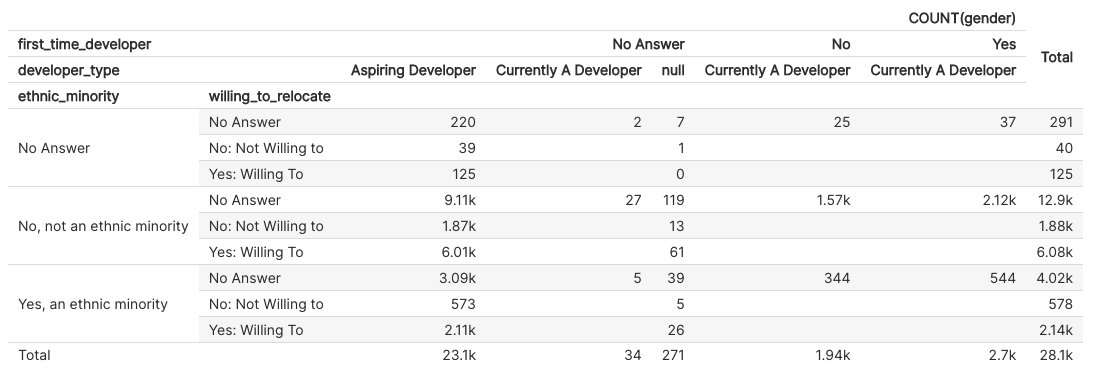 COUNT(gender)
first_time_developer No Answer No Yes Total
developer_type Aspiring Developer Currently A Developer null Currently A Developer Currently A Developer
ethnic_minority willing_to_relocate
No Answer No Answer 220 2 7 25 37 291
No: Not Willing to 39 1 40
Yes: Willing To 125 0 125
No, not an ethnic minority No Answer 9.11k 27 119 1.57k 2.12k 12.9k
No: Not Willing to 1.87k 13 1.88k
Yes: Willing To 6.01k 61 6.08k
Yes, an ethnic minority No Answer 3.09k 5 39 344 544 4.02k
No: Not Willing to 573 5 578
Yes: Willing To 2.11k 26 2.14k
Total 23.1k 34 271 1.94k 2.7k 28.1k